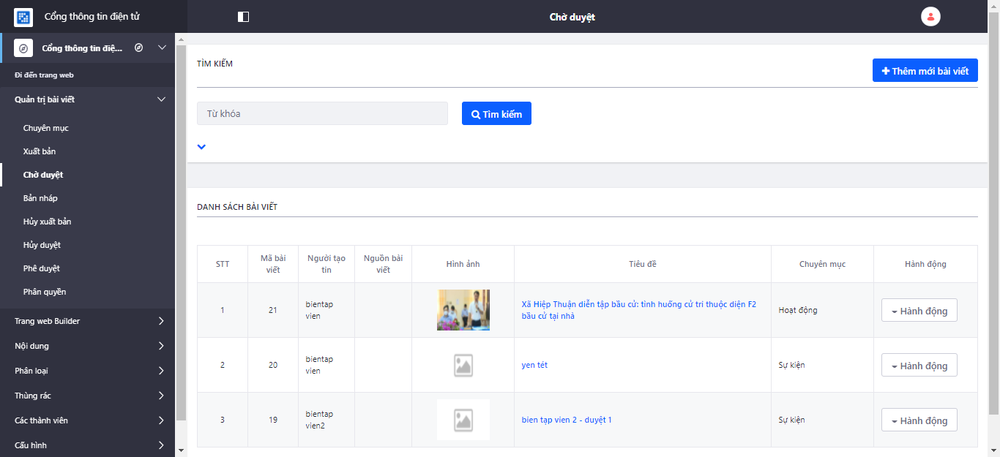 Cổng thông tin điện tử
Chờ duyệt
Cổng thông tin điệ...
Đi đến trang web
Quản trị bài viết
Chuyên mục
Xuất bản
Chờ duyệt
Bản nháp
Hủy xuất bản
Hủy duyệt
Phê duyệt
Phân quyền
Trang web Builder
Nội dung
Phân loại
Thùng rác
Các thành viên
Cấu hình
TÌM KIẾM
Thêm mới bài viết
Từ khóa
Tìm kiếm
DANH SÁCH BÀI VIẾT
STT
Mã bài
viết
Người tạo
tin
Nguồn bài
viết
Hình ảnh
Tiêu đề
Chuyên mục
Hành động
1
21
bientap
vien
Xã Hiệp Thuận diễn tập bầu cử: tình huống cử tri thuộc diện F2
bầu cử tại nhà
Hoạt động
Hành động
2
20
bientap
vien
yen tét
Sự kiện
Hành động
3
19
bientap
vien2
bien tạp vien 2 - duyệt 1
Sự kiện
Hành động